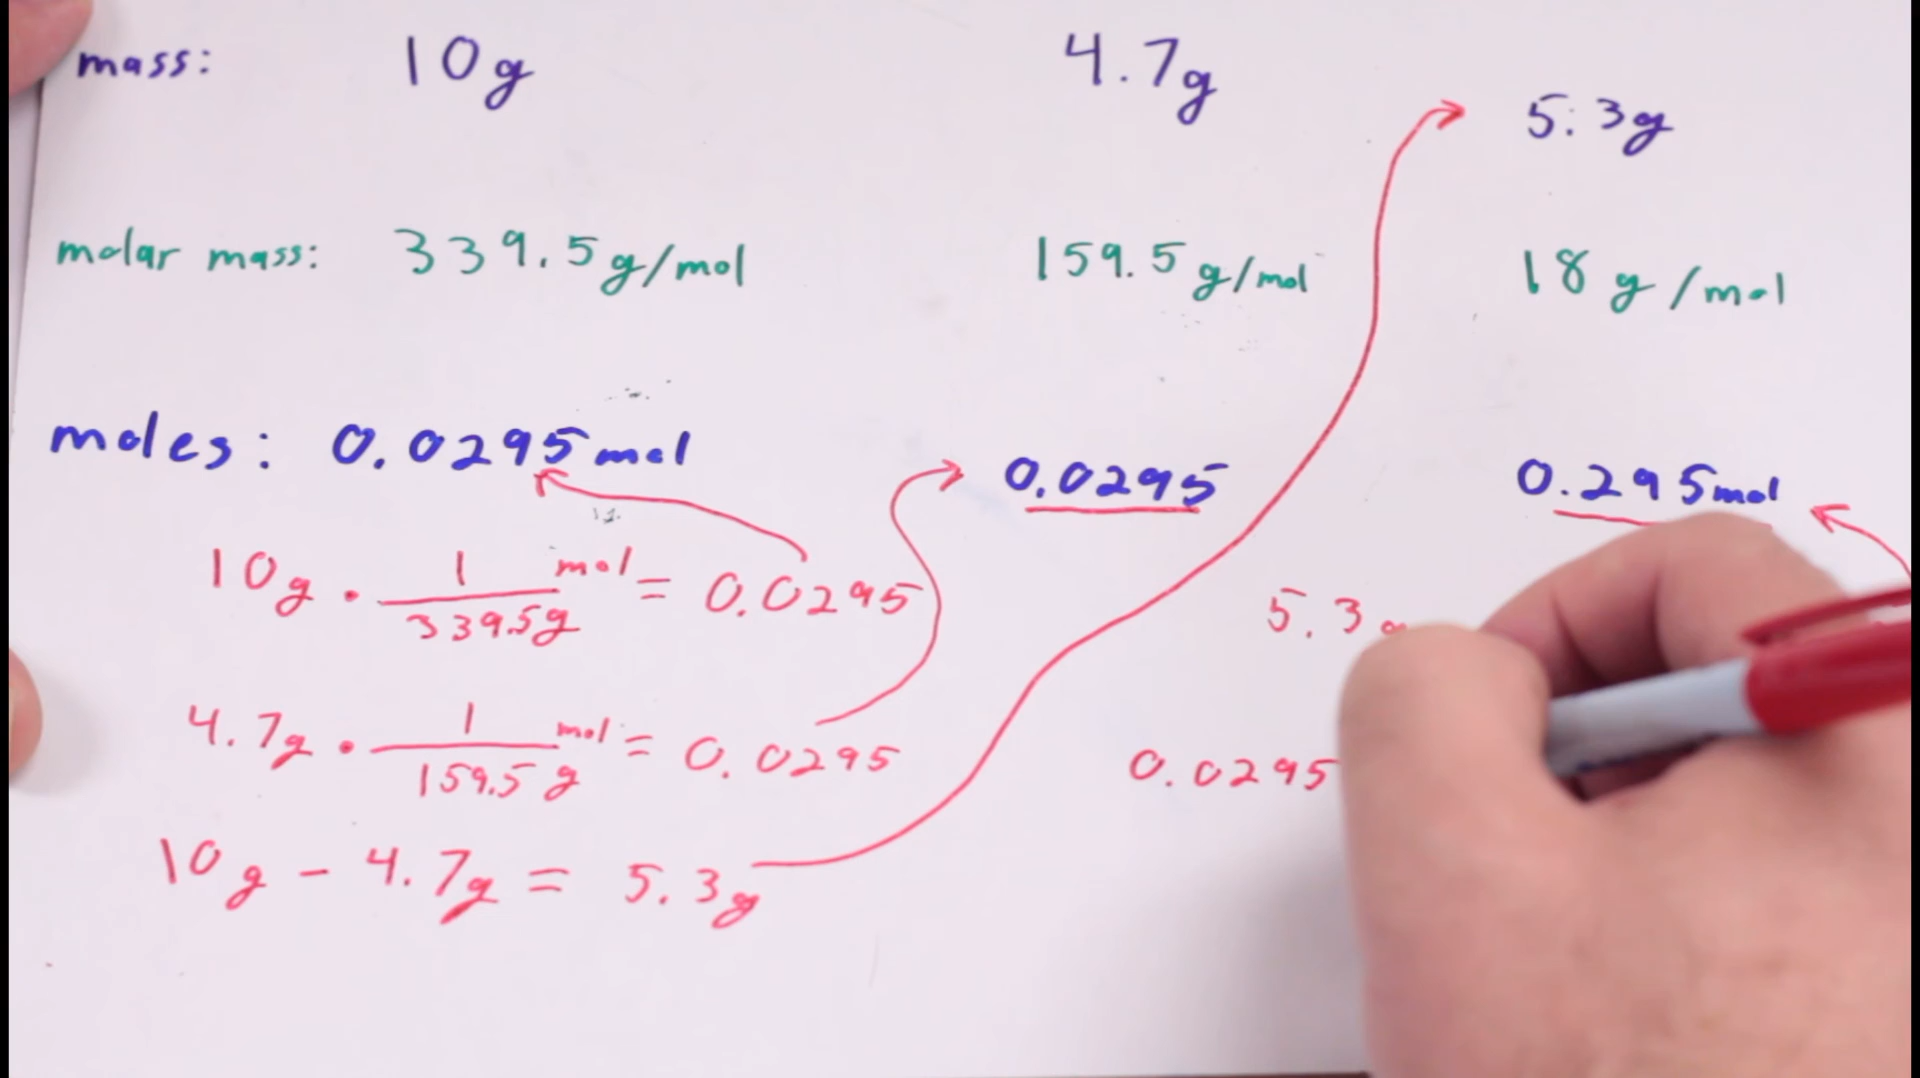 mass: 10g 4.7g 5.3g
molar mass: 339.5g/mol 159.5g/mol 18g/mol
moles: 0.0295mol 0.0295 0.295mol
10g • 1/339.5g mol = 0.0295
5.3g
4.7g • 1/159.5g mol = 0.0295
0.0295
10g - 4.7g = 5.3g